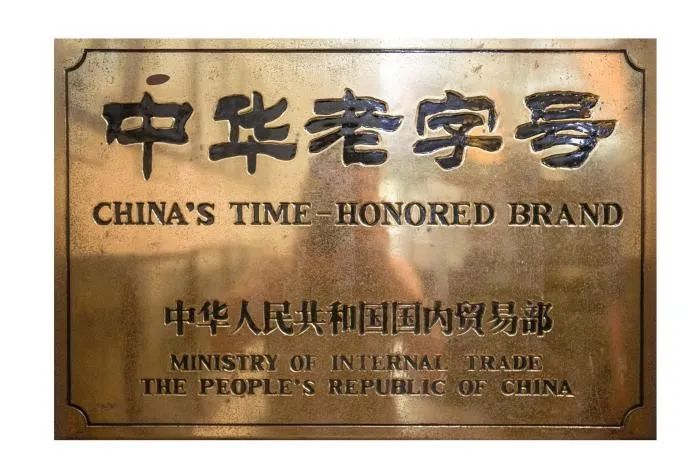 中华老字号
CHINA'S TIME-HONORED BRAND
中华人民共和国国内贸易部
MINISTRY OF INTERNAL TRADE
THE PEOPLE'S REPUBLIC OF CHINA